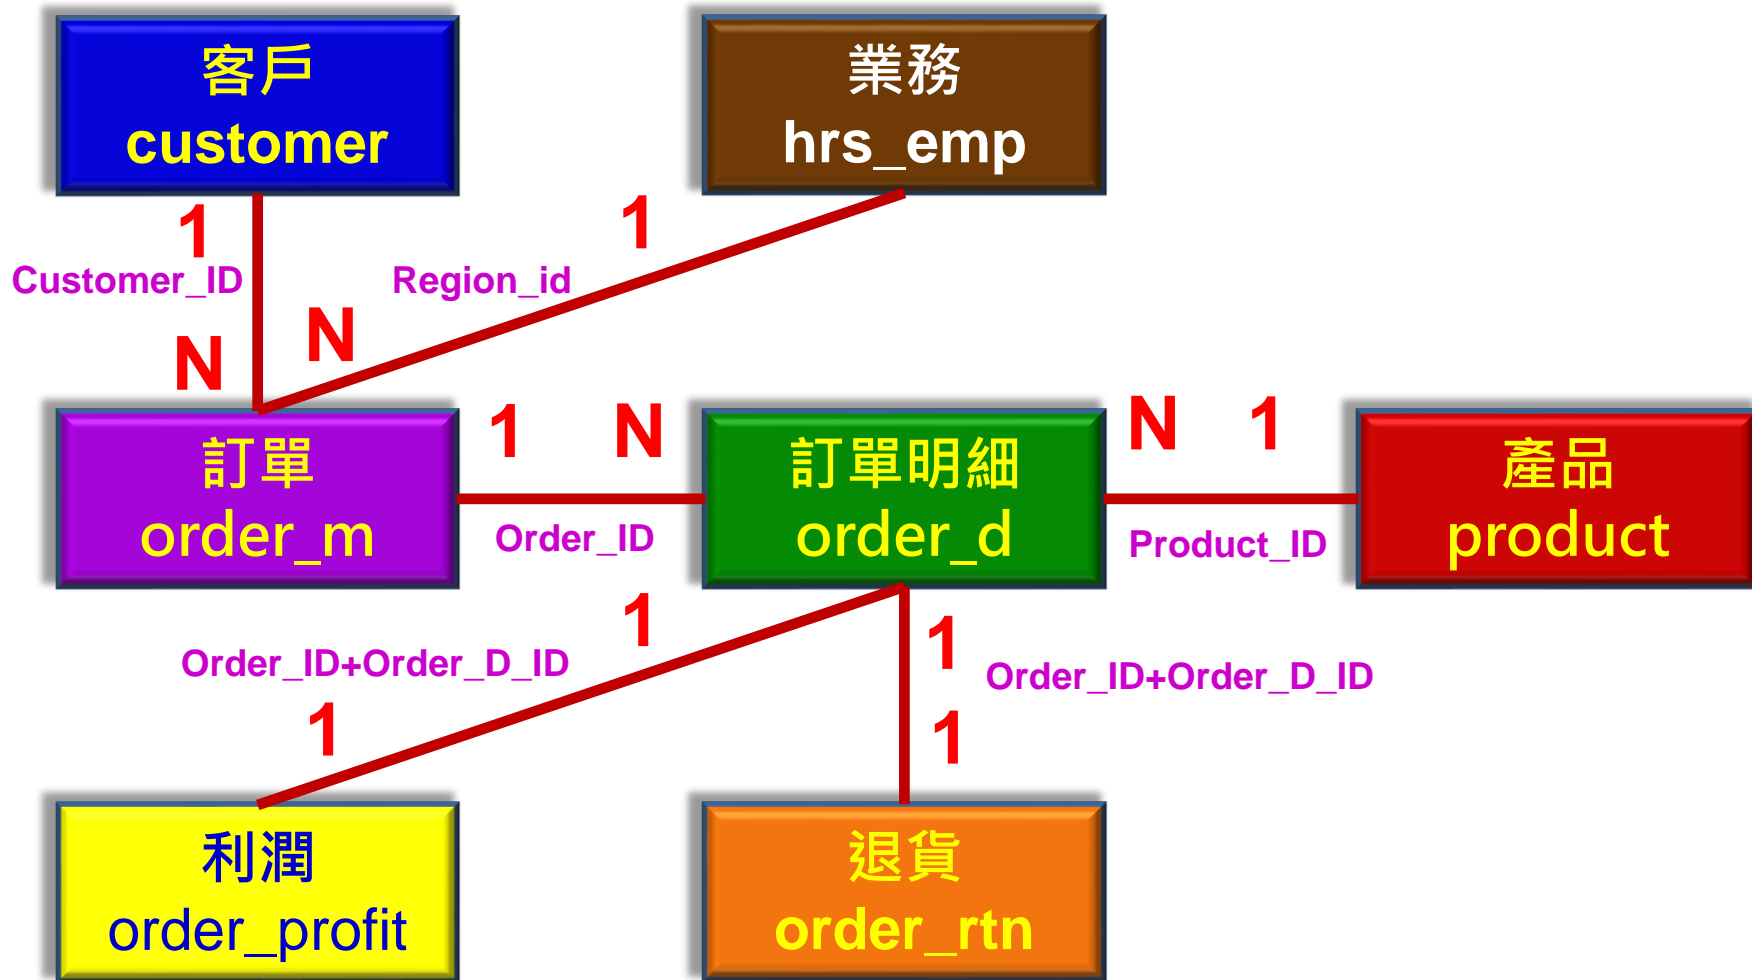 客戶
customer
業務
hrs_emp
1
1
Customer_ID
Region_id
N
N
訂單
order_m
1
N
訂單明細
order_d
N
1
產品
product
Order_ID
Product_ID
1
1
Order_ID+Order_D_ID
Order_ID+Order_D_ID
1
1
利潤
order_profit
退貨
order_rtn